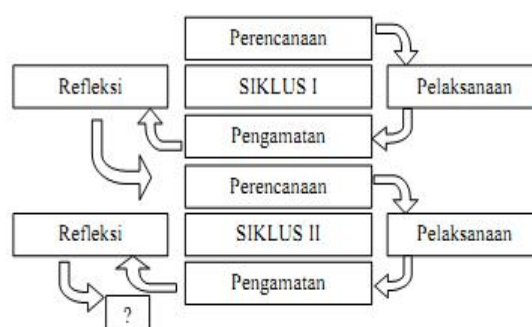 Perencanaan
Refleksi
SIKLUS I
Pelaksanaan
Pengamatan
Perencanaan
Refleksi
SIKLUS II
Pelaksanaan
Pengamatan
?